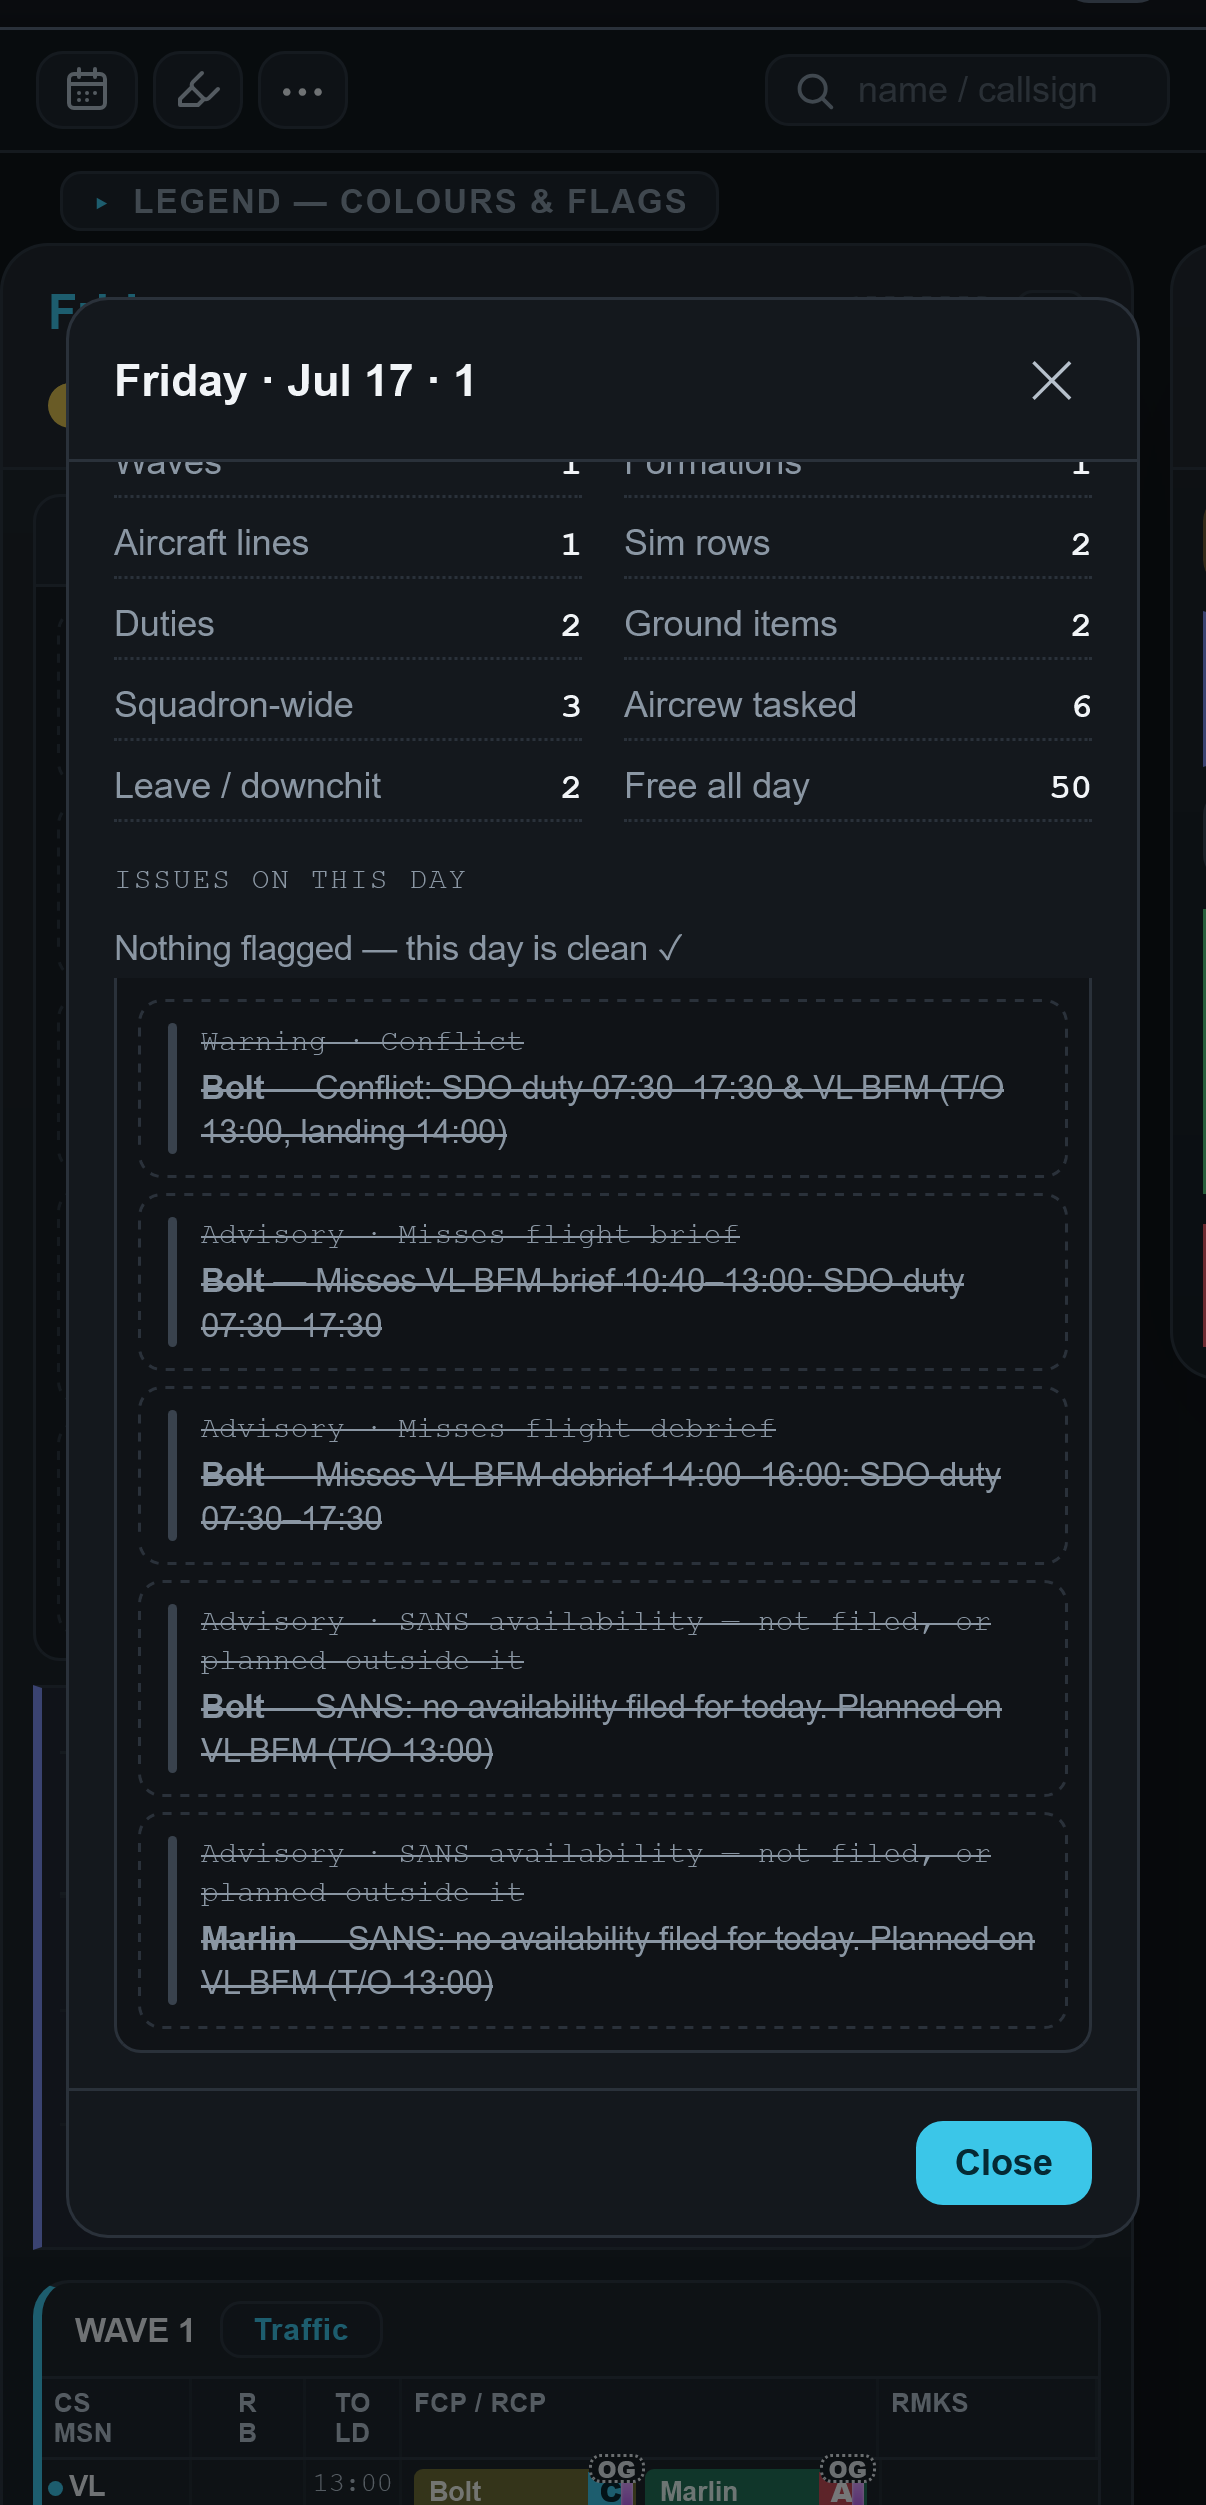 name / callsign
▸ LEGEND — COLOURS & FLAGS
Friday · Jul 17 · 1
Waves 1 Formations 1
Aircraft lines 1 Sim rows 2
Duties 2 Ground items 2
Squadron-wide 3 Aircrew tasked 6
Leave / downchit 2 Free all day 50
ISSUES ON THIS DAY
Nothing flagged — this day is clean ✓
Warning · Conflict
Bolt — Conflict: SDO duty 07:30–17:30 & VL BFM (T/O
13:00, landing 14:00)
Advisory · Misses flight brief
Bolt — Misses VL BFM brief 10:40–13:00: SDO duty
07:30–17:30
Advisory · Misses flight debrief
Bolt — Misses VL BFM debrief 14:00–16:00: SDO duty
07:30–17:30
Advisory · SANS availability — not filed, or
planned outside it
Bolt — SANS: no availability filed for today. Planned on
VL BFM (T/O 13:00)
Advisory · SANS availability — not filed, or
planned outside it
Marlin — SANS: no availability filed for today. Planned on
VL BFM (T/O 13:00)
Close
WAVE 1 Traffic
CS R TO FCP / RCP RMKS
MSN B LD
OG OG
VL 13:00 Bolt C Marlin A